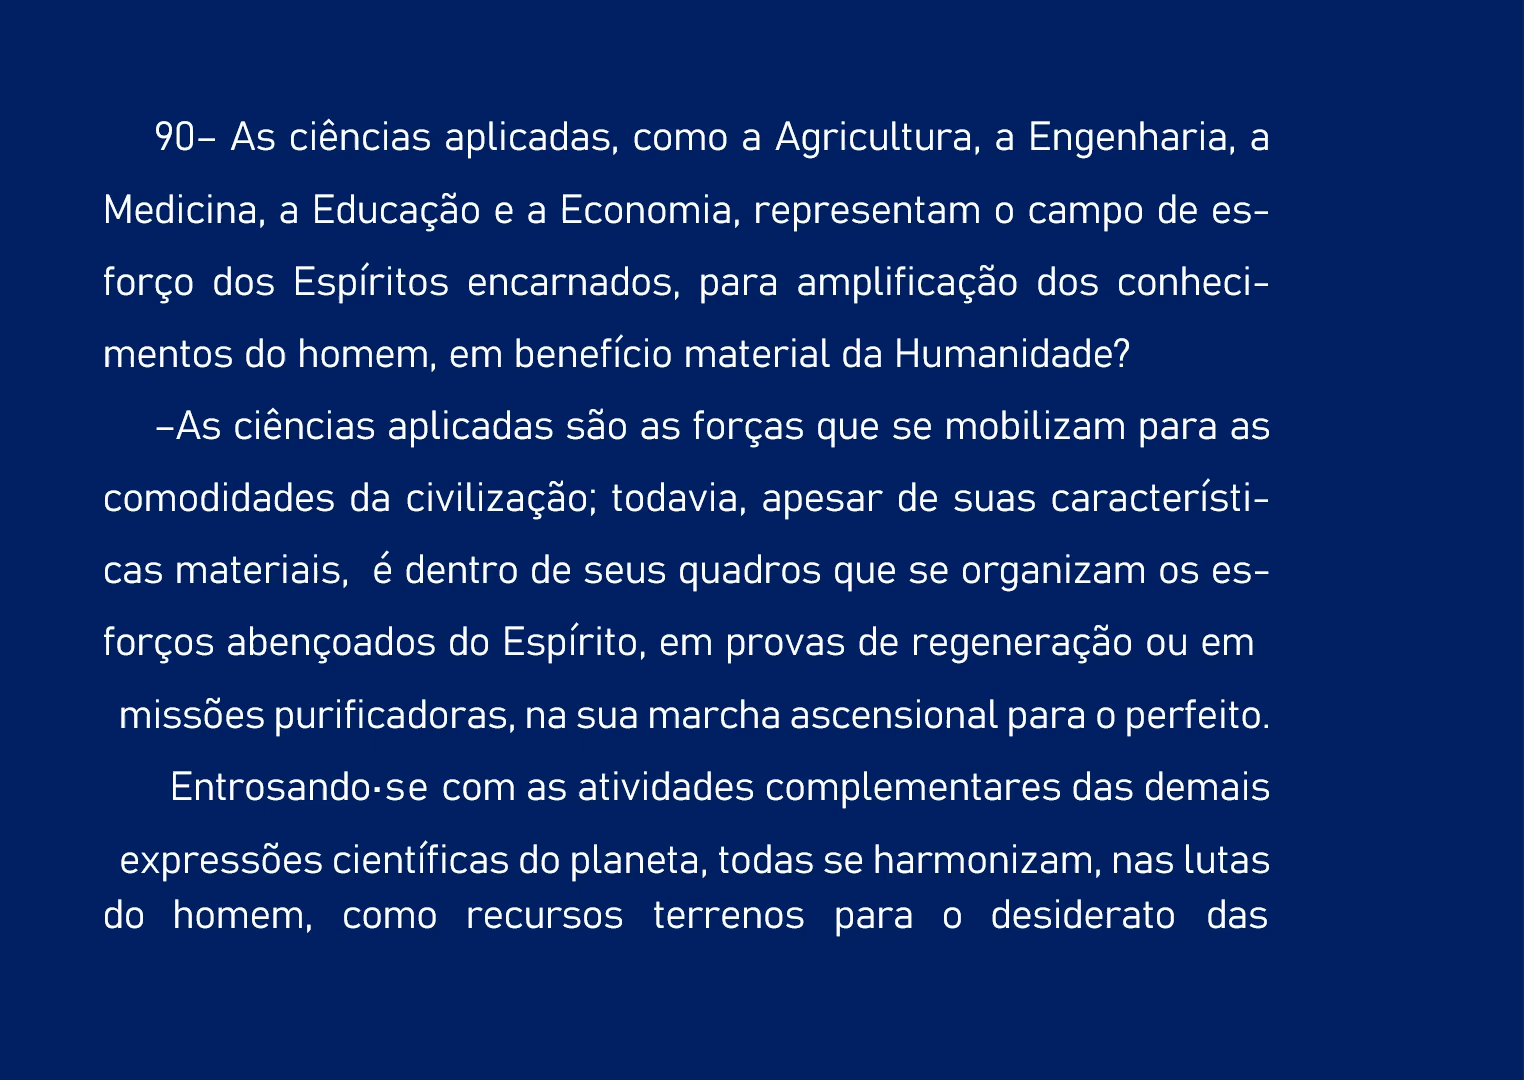 90– As ciências aplicadas, como a Agricultura, a Engenharia, a
Medicina, a Educação e a Economia, representam o campo de es-
forço dos Espíritos encarnados, para amplificação dos conheci-
mentos do homem, em benefício material da Humanidade?
–As ciências aplicadas são as forças que se mobilizam para as
comodidades da civilização; todavia, apesar de suas característi-
cas materiais, é dentro de seus quadros que se organizam os es-
forços abençoados do Espírito, em provas de regeneração ou em
missões purificadoras, na sua marcha ascensional para o perfeito.
Entrosando·se com as atividades complementares das demais
expressões científicas do planeta, todas se harmonizam, nas lutas
do homem, como recursos terrenos para o desiderato das